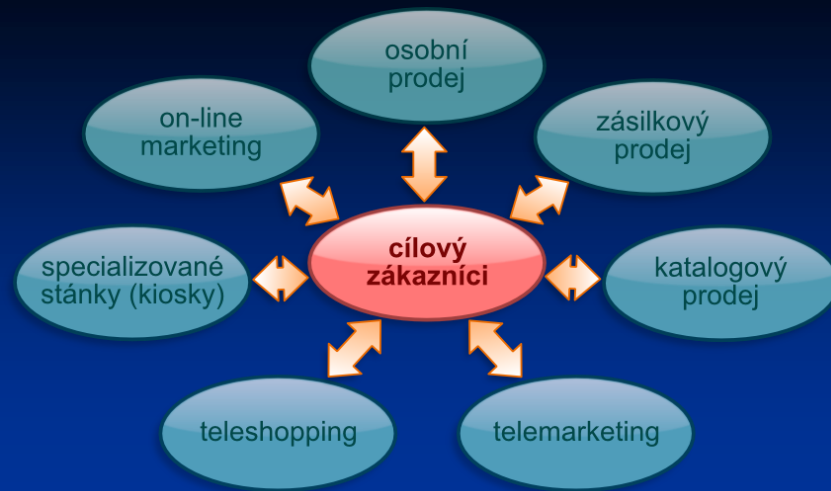 osobní
prodej
on-line
marketing
zásilkový
prodej
cílový
zákazníci
specializované
stánky (kiosky)
katalogový
prodej
teleshopping
telemarketing